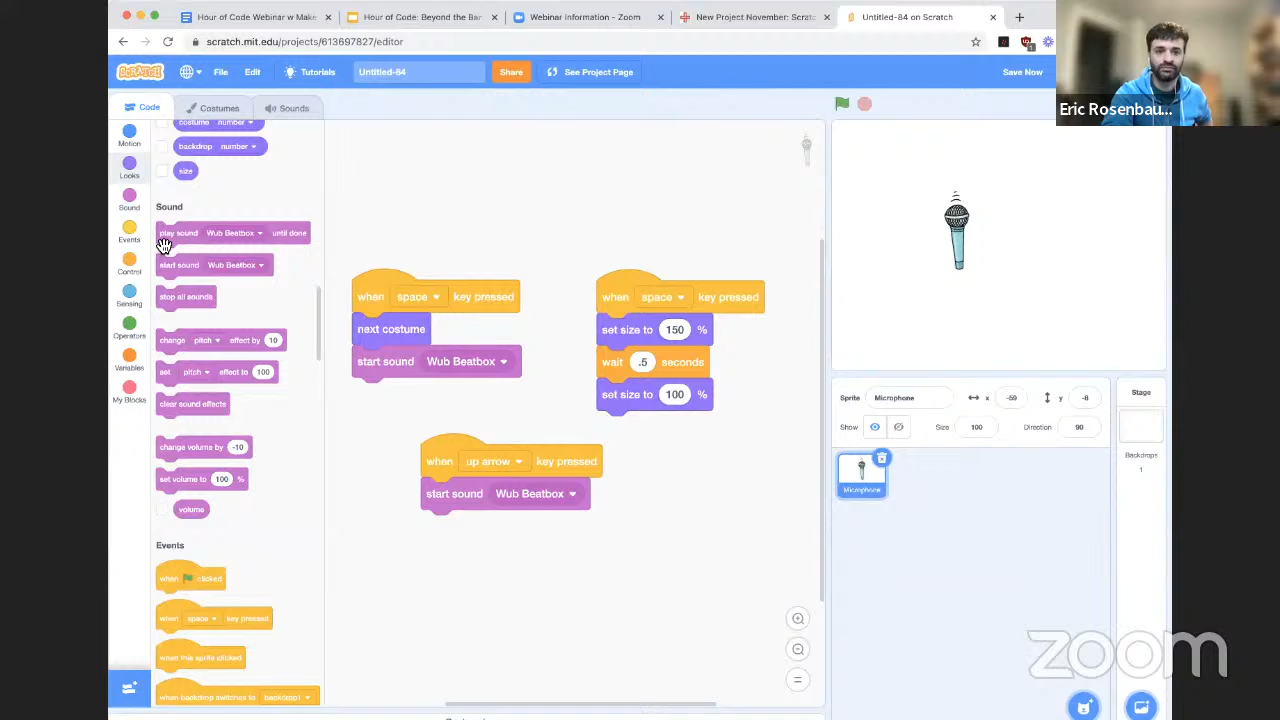 Hour of Code Webinar w Make
Hour of Code: Beyond the Bar
Webinar Information - Zoom
New Project November: Scratc
Untitled-84 on Scratch
scratch.mit.edu/projects/613697827/editor
SCRATCH
File
Edit
Tutorials
Untitled-84
Share
See Project Page
Save Now
Eric Rosenbau...
Code
Costumes
Sounds
Motion
Looks
Sound
Events
Control
Sensing
Operators
Variables
My Blocks
costume number
backdrop number
size
Sound
play sound Wub Beatbox until done
start sound Wub Beatbox
stop all sounds
change pitch effect by 10
set pitch effect to 100
clear sound effects
change volume by -10
set volume to 100 %
volume
Events
when clicked
when space key pressed
when this sprite clicked
when backdrop switches to backdrop1
when space key pressed
next costume
start sound Wub Beatbox
when space key pressed
set size to 150 %
wait .5 seconds
set size to 100 %
when up arrow key pressed
start sound Wub Beatbox
Sprite Microphone x -59 y -8
Show Size 100 Direction 90
Microphone
Stage
Backdrops
1
zoom